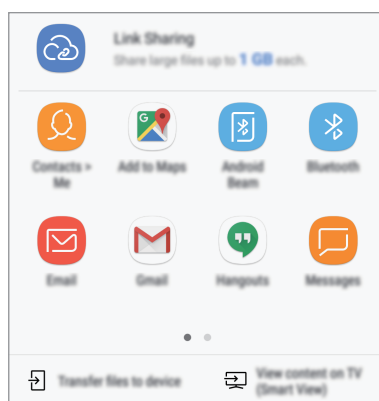 Link Sharing
Share large files up to 1 GB each.
Contacts >
Me
Add to Maps
Android
Beam
Bluetooth
Email
Gmail
Hangouts
Messages
Transfer files to device
View content on TV
(Smart View)